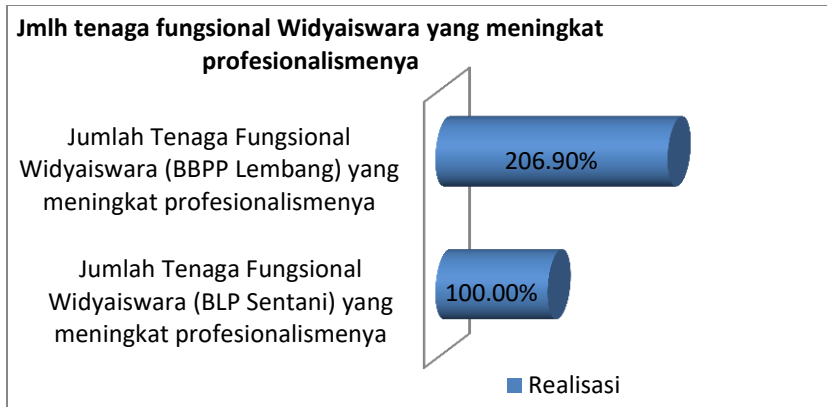 Jmlh tenaga fungsional Widyaiswara yang meningkat
profesionalismenya
Jumlah Tenaga Fungsional
Widyaiswara (BBPP Lembang) yang
meningkat profesionalismenya
206.90%
Jumlah Tenaga Fungsional
Widyaiswara (BLP Sentani) yang
meningkat profesionalismenya
100.00%
Realisasi